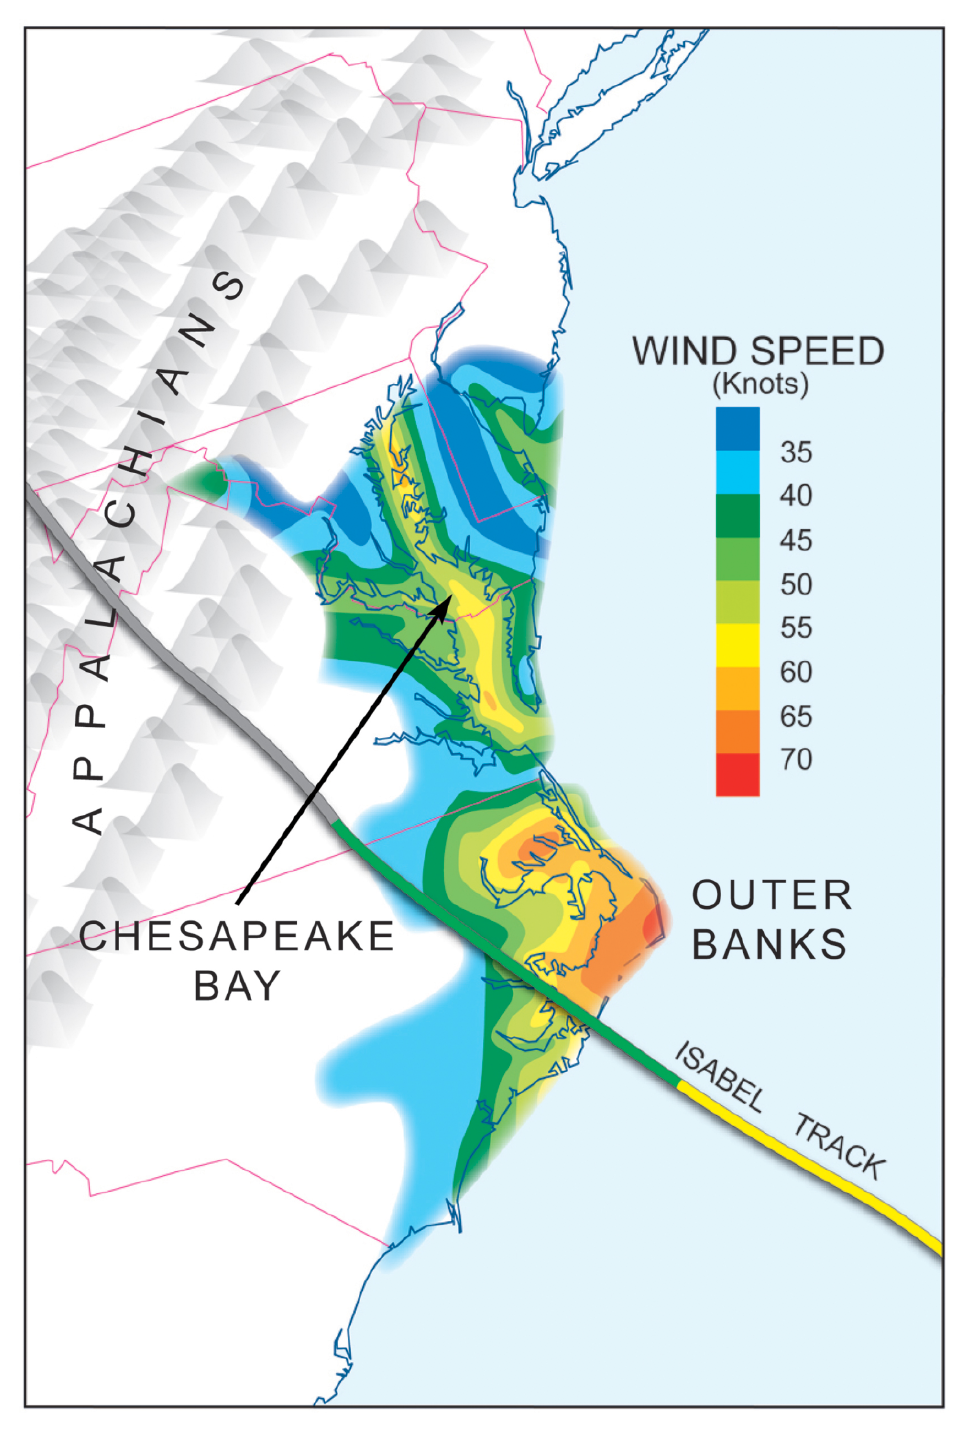 APPALACHIANS
WIND SPEED
(Knots)
35
40
45
50
55
60
65
70
OUTER
BANKS
CHESAPEAKE
BAY
ISABEL TRACK